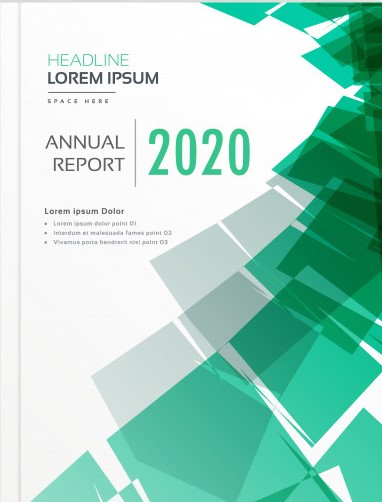 HEADLINE
LOREM IPSUM
SPACE HERE
ANNUAL
REPORT
2020
Lorem ipsum Dolor
• Lorem ipsum dolor point 01
• Interdum et malesuada fames point 02
• Vivamus porta hendrerit nisi point 03